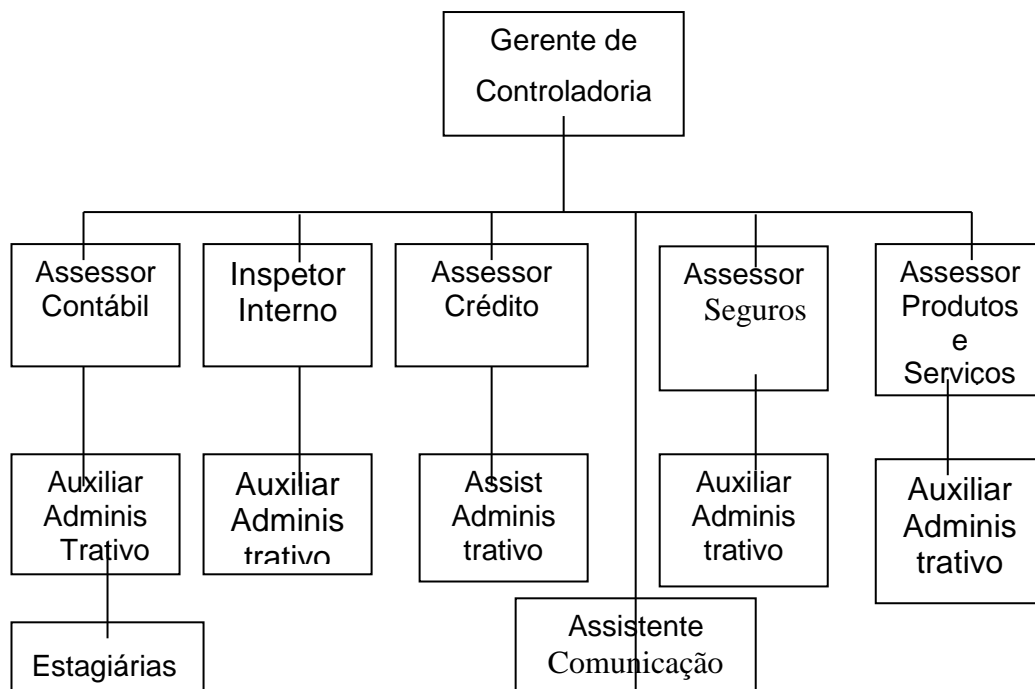 Gerente de
Controladoria
Assessor
Contábil
Inspetor
Interno
Assessor
Crédito
Assessor
Seguros
Assessor
Produtos
e
Serviços
Auxiliar
Adminis
Trativo
Auxiliar
Adminis
trativo
Assist
Adminis
trativo
Auxiliar
Adminis
trativo
Auxiliar
Adminis
trativo
Estagiárias
Assistente
Comunicação